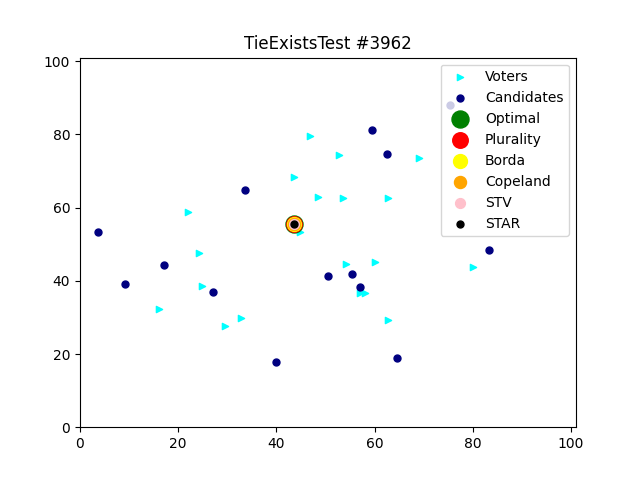 TieExistsTest #3962
100
80
60
40
20
0
0
20
40
60
80
100
Voters
Candidates
Optimal
Plurality
Borda
Copeland
STV
STAR